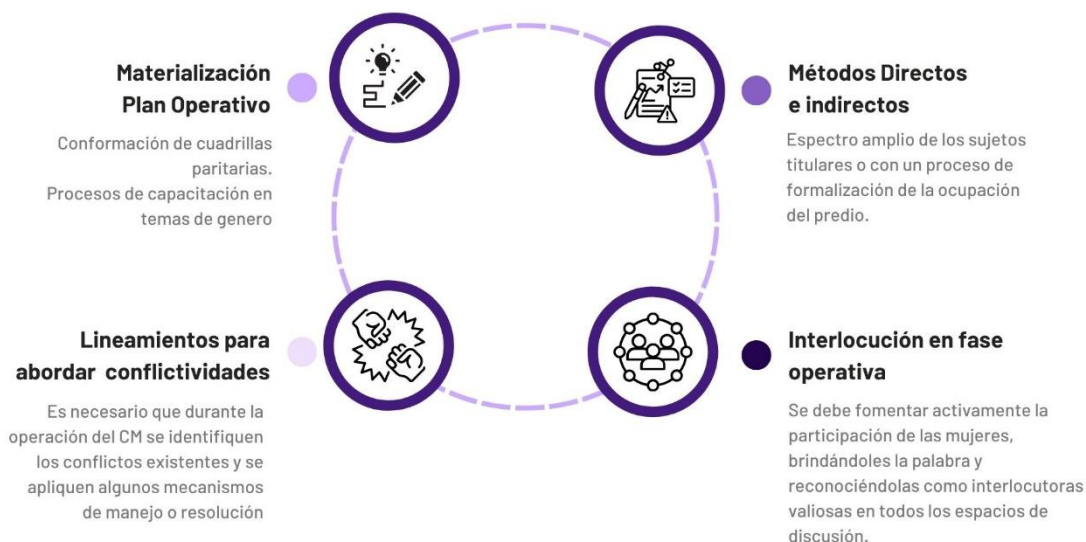 Materialización
Plan Operativo
Conformación de cuadrillas
paritarias.
Procesos de capacitación en
temas de genero
Métodos Directos
e indirectos
Espectro amplio de los sujetos
titulares o con un proceso de
formalización de la ocupación
del predio.
Lineamientos para
abordar conflictividades
Es necesario que durante la
operación del CM se identifiquen
los conflictos existentes y se
apliquen algunos mecanismos
de manejo o resolución
Interlocución en fase
operativa
Se debe fomentar activamente la
participación de las mujeres,
brindándoles la palabra y
reconociéndolas como interlocutoras
valiosas en todos los espacios de
discusión.